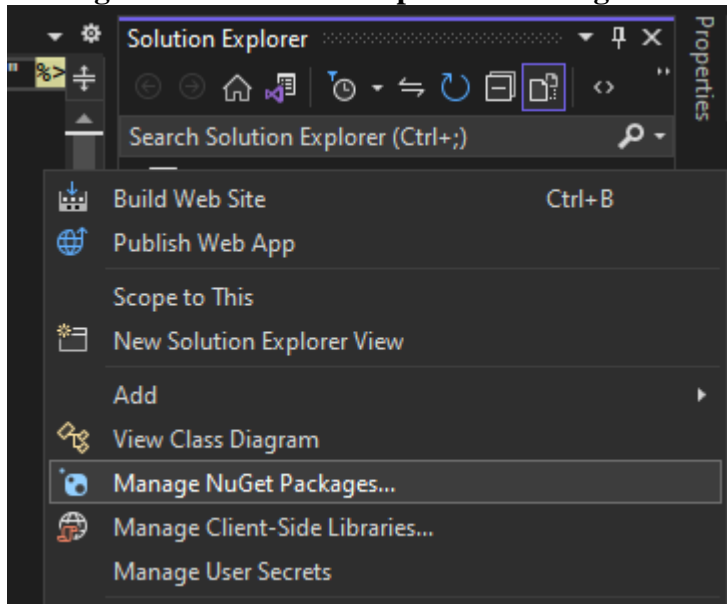 Solution Explorer
Properties
" %>
Search Solution Explorer (Ctrl+;)
Build Web Site Ctrl+B
Publish Web App
Scope to This
New Solution Explorer View
Add
View Class Diagram
Manage NuGet Packages...
Manage Client-Side Libraries...
Manage User Secrets